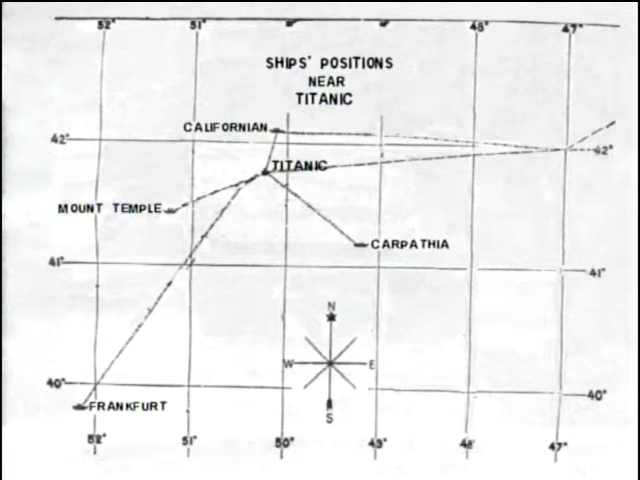 52° 51° 48° 47°
SHIPS' POSITIONS
NEAR
TITANIC
CALIFORNIAN
42° 42°
TITANIC
MOUNT TEMPLE
CARPATHIA
41° 41°
N
W E
S
40° 40°
FRANKFURT
52° 51° 50° 49° 48° 47°